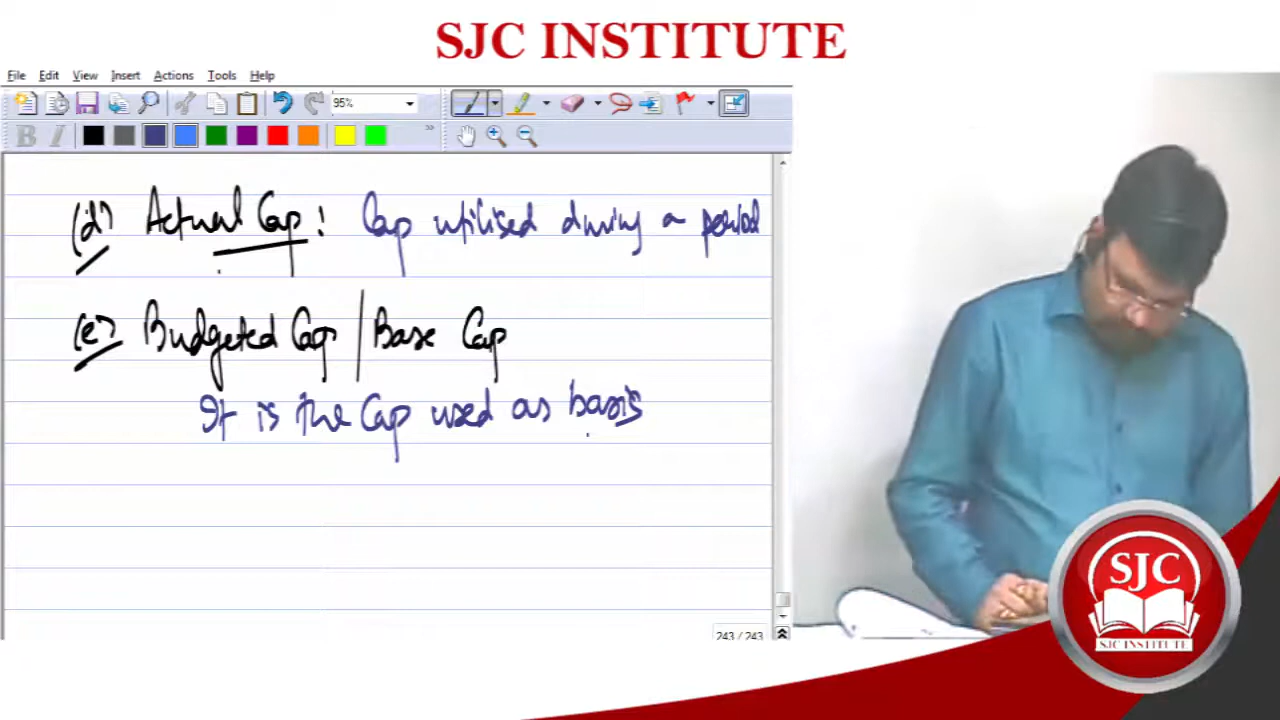 SJC INSTITUTE
File Edit View Insert Actions Tools Help
95%
B I
(d) Actual Cap: Cap utilised during a period
(e) Budgeted Cap / Base Cap
It is the Cap used as basis
243 / 243
SJC
SJC INSTITUTE